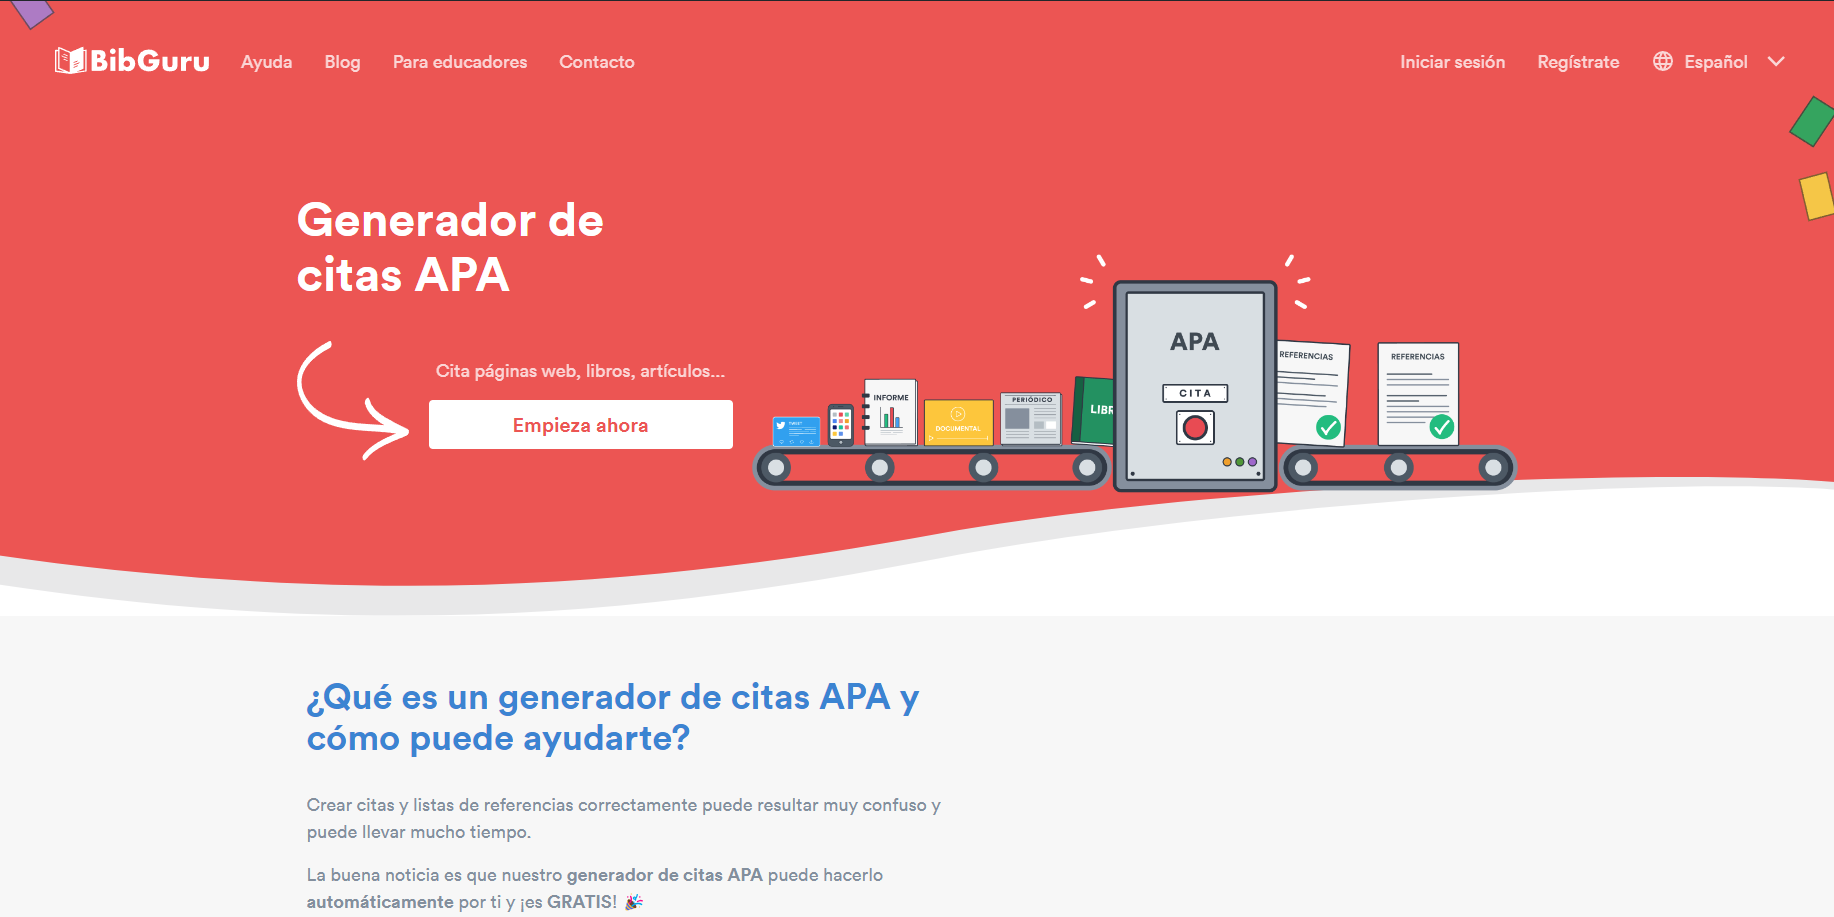 BibGuru
Ayuda
Blog
Para educadores
Contacto
Iniciar sesión
Regístrate
Español
Generador de
citas APA
Cita páginas web, libros, artículos...
Empieza ahora
INFORME
DOCUMENTAL
PERIÓDICO
LIBR
APA
CITA
REFERENCIAS
REFERENCIAS
¿Qué es un generador de citas APA y
cómo puede ayudarte?
Crear citas y listas de referencias correctamente puede resultar muy confuso y
puede llevar mucho tiempo.
La buena noticia es que nuestro generador de citas APA puede hacerlo
automáticamente por ti y ¡es GRATIS! 🎉